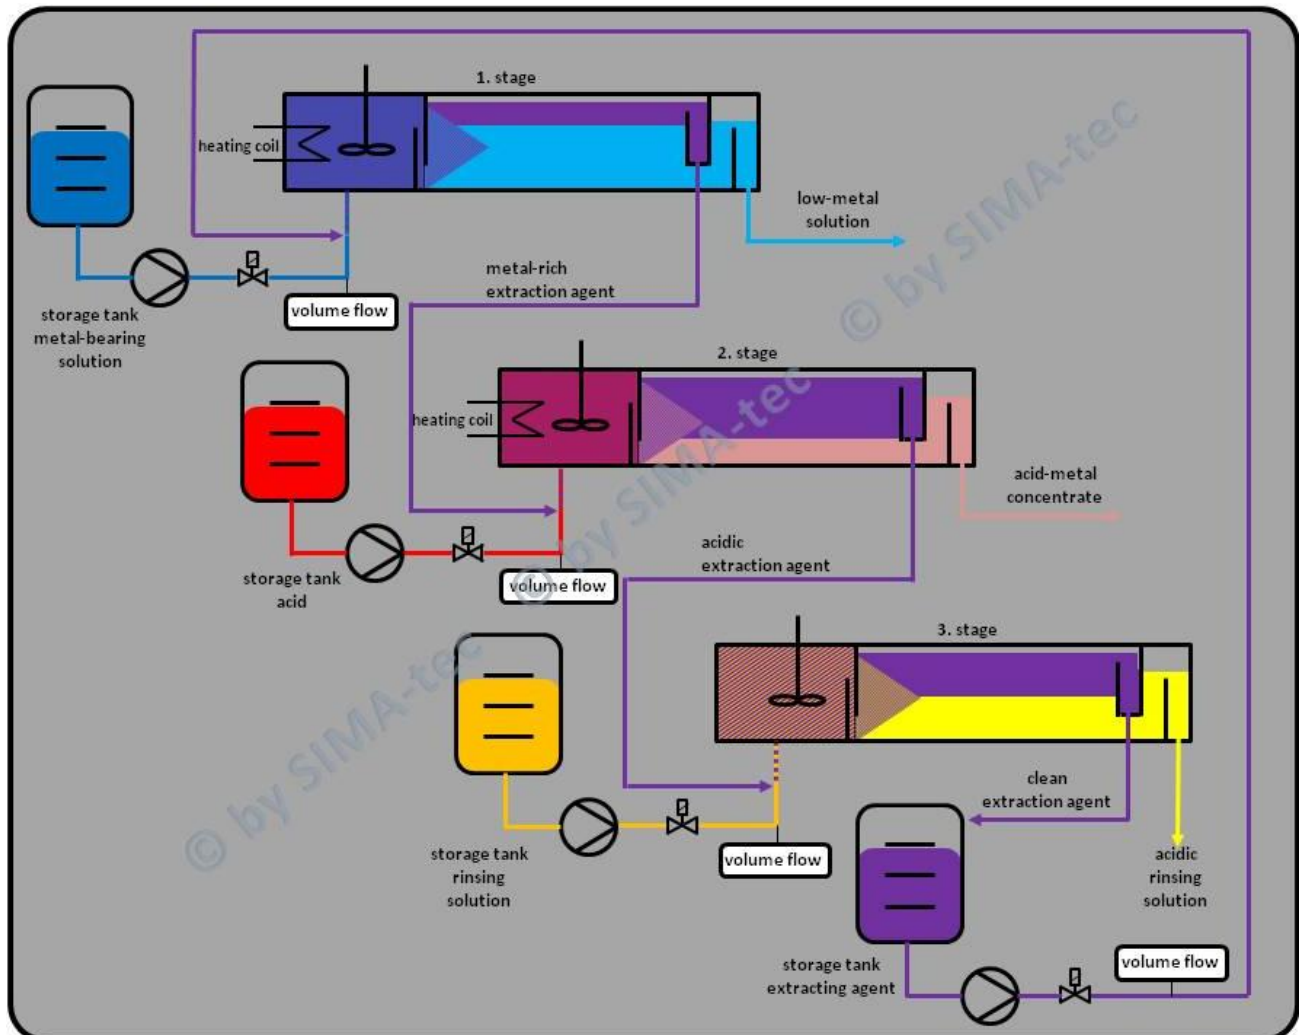 1. stage
heating coil
low-metal
solution
metal-rich
extraction agent
volume flow
storage tank
metal-bearing
solution
2. stage
heating coil
acid-metal
concentrate
acidic
extraction agent
volume flow
storage tank
acid
3. stage
clean
extraction agent
volume flow
storage tank
rinsing
solution
acidic
rinsing
solution
volume flow
storage tank
extracting agent
© by SIMA-tec
© by SIMA-tec
© by SIMA-tec